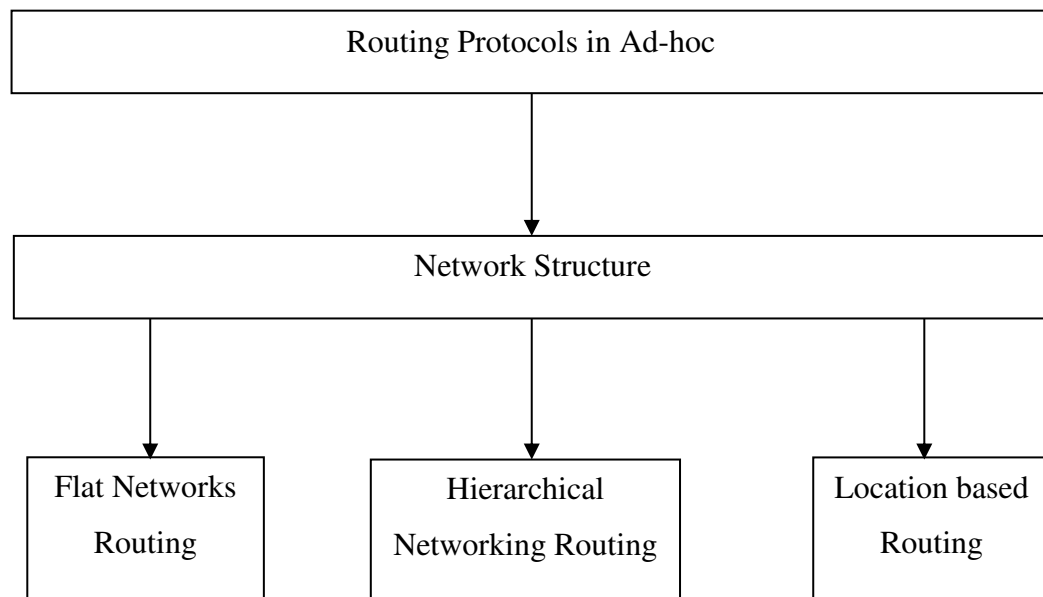 Routing Protocols in Ad-hoc
Network Structure
Flat Networks
Routing
Hierarchical
Networking Routing
Location based
Routing